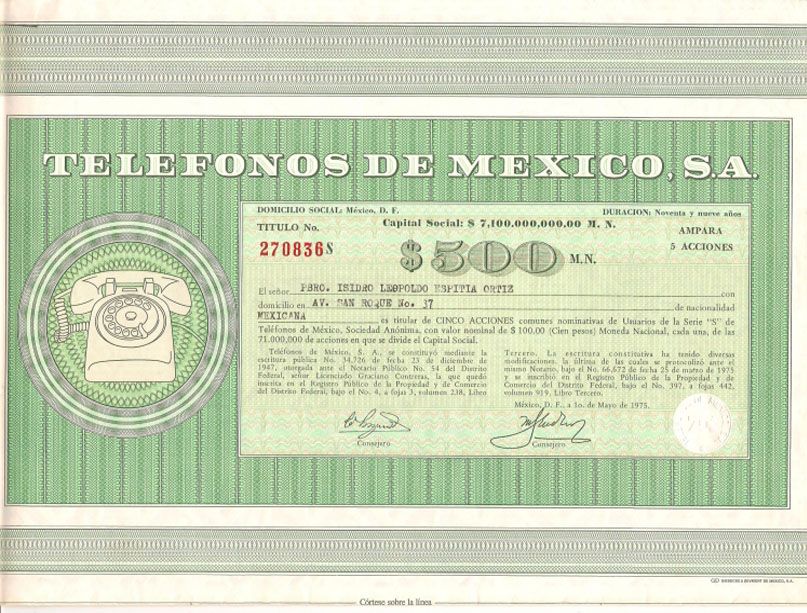 TELEFONOS DE MEXICO, S.A.
DOMICILIO SOCIAL: México, D. F.
DURACION: Noventa y nueve años
TITULO No.
Capital Social: $ 7,100.000,000.00 M. N.
AMPARA
270836 S
$ 500 M.N.
5 ACCIONES
El señor PBRO. ISIDRO LEOPOLDO ESPITIA ORTIZ con
domicilio en AV. SAN ROQUE No. 37 de nacionalidad
MEXICANA es titular de CINCO ACCIONES comunes nominativas de Usuarios de la Serie "S" de
Teléfonos de México, Sociedad Anónima, con valor nominal de $ 100.00 (Cien pesos) Moneda Nacional, cada una, de las
71.000,000 de acciones en que se divide el Capital Social.
Teléfonos de México, S. A., se constituyó mediante la
escritura pública No. 34,726 de fecha 23 de diciembre de
1947, otorgada ante el Notario Público No. 54 del Distrito
Federal, señor Licenciado Graciano Contreras, la que quedó
inscrita en el Registro Público de la Propiedad y de Comercio
del Distrito Federal, bajo el No. 4, a fojas 3, volumen 238, Libro
Tercero. La escritura constitutiva ha tenido diversas
modificaciones, la última de las cuales se protocolizó ante el
mismo Notario, bajo el No. 66,672 de fecha 25 de marzo de 1975
y se inscribió en el Registro Público de la Propiedad y de
Comercio del Distrito Federal, bajo el No. 397, a fojas 442,
volumen 919, Libro Tercero.
México, D. F., a 1o. de Mayo de 1975.
Consejero
Consejero
Córtese sobre la línea